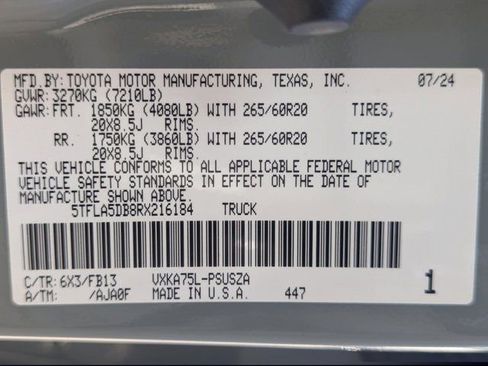 MFD.BY:TOYOTA MOTOR MANUFACTURING, TEXAS, INC. 07/24
GVWR:3270KG (7210LB)
GAWR:FRT. 1850KG (4080LB) WITH 265/60R20 TIRES,
20X8.5J RIMS.
RR. 1750KG (3860LB) WITH 265/60R20 TIRES,
20X8.5J RIMS.
THIS VEHICLE CONFORMS TO ALL APPLICABLE FEDERAL MOTOR
VEHICLE SAFETY STANDARDS IN EFFECT ON THE DATE OF
MANUFACTURE SHOWN ABOVE.
5TFLA5DB8RX216184 TRUCK
C/TR: 6X3/FB13 VXKA75L-PSUSZA
A/TM: /AJA0F MADE IN U.S.A. 447 1